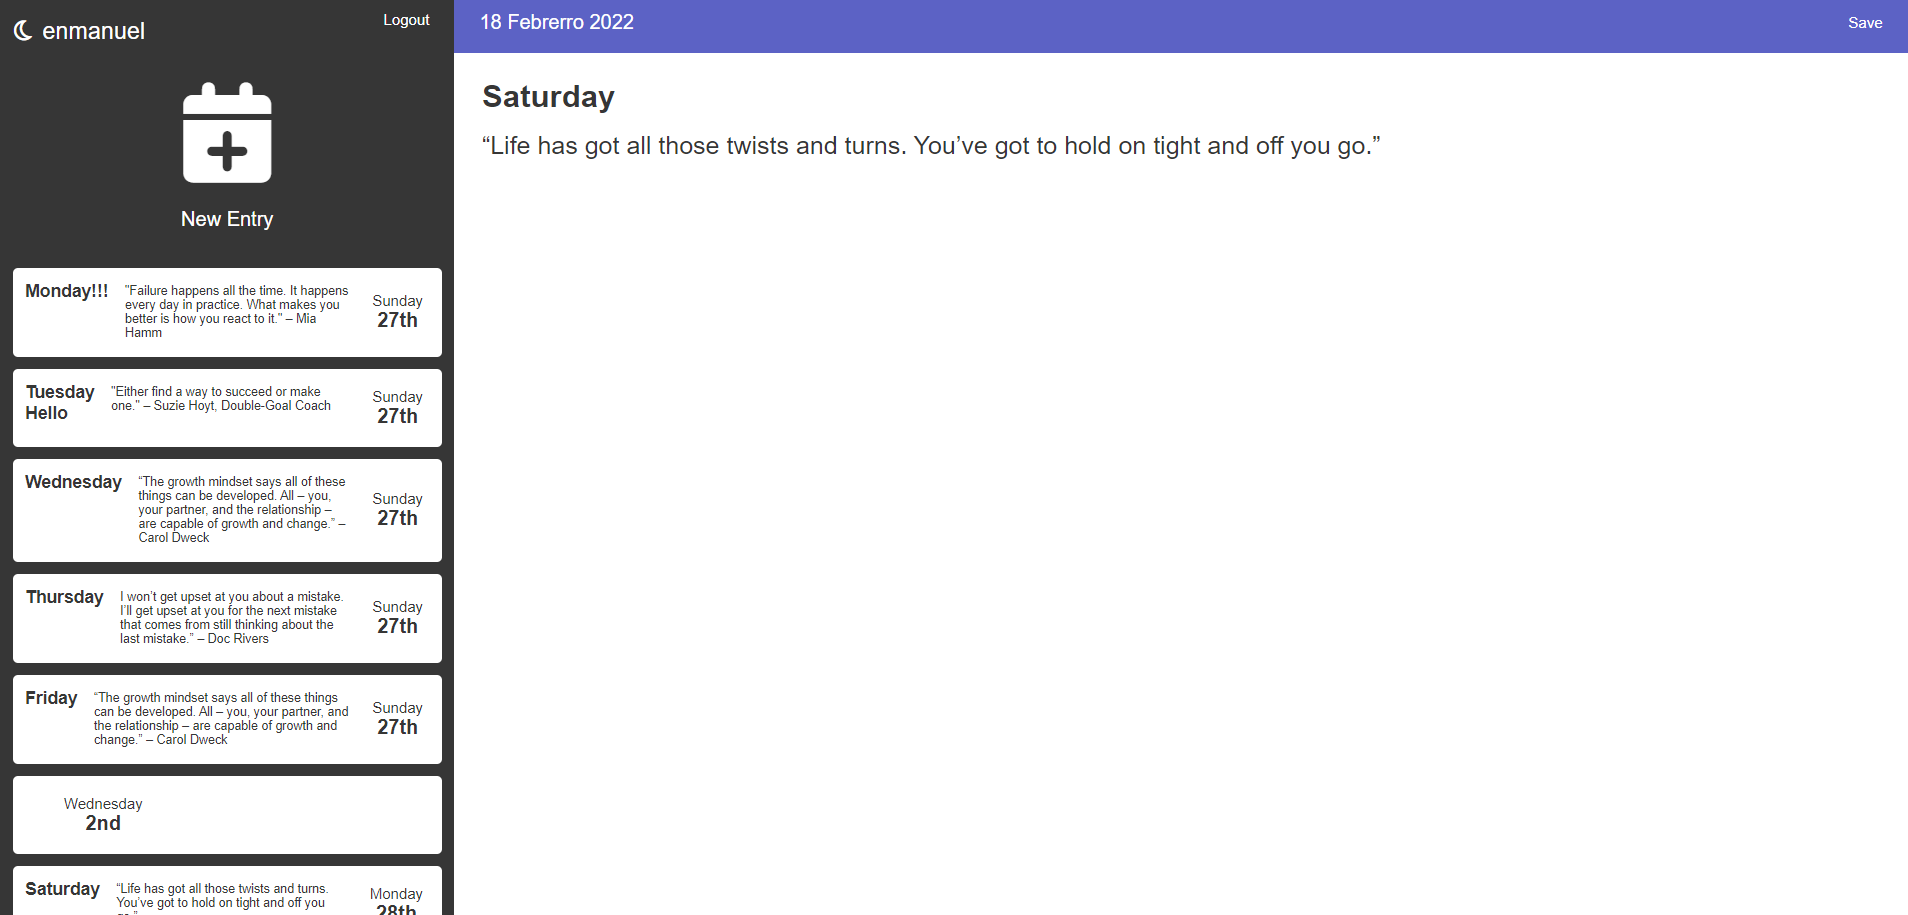 enmanuel
Logout
New Entry
Monday!!!
"Failure happens all the time. It happens
every day in practice. What makes you
better is how you react to it." – Mia
Hamm
Sunday
27th
Tuesday
Hello
"Either find a way to succeed or make
one." – Suzie Hoyt, Double-Goal Coach
Sunday
27th
Wednesday
“The growth mindset says all of these
things can be developed. All – you,
your partner, and the relationship –
are capable of growth and change.” –
Carol Dweck
Sunday
27th
Thursday
I won’t get upset at you about a mistake.
I’ll get upset at you for the next mistake
that comes from still thinking about the
last mistake.” – Doc Rivers
Sunday
27th
Friday
“The growth mindset says all of these things
can be developed. All – you, your partner, and
the relationship – are capable of growth and
change.” – Carol Dweck
Sunday
27th
Wednesday
2nd
Saturday
“Life has got all those twists and turns.
You’ve got to hold on tight and off you
go.”
Monday
28th
18 Febrerro 2022
Save
Saturday
“Life has got all those twists and turns. You’ve got to hold on tight and off you go.”